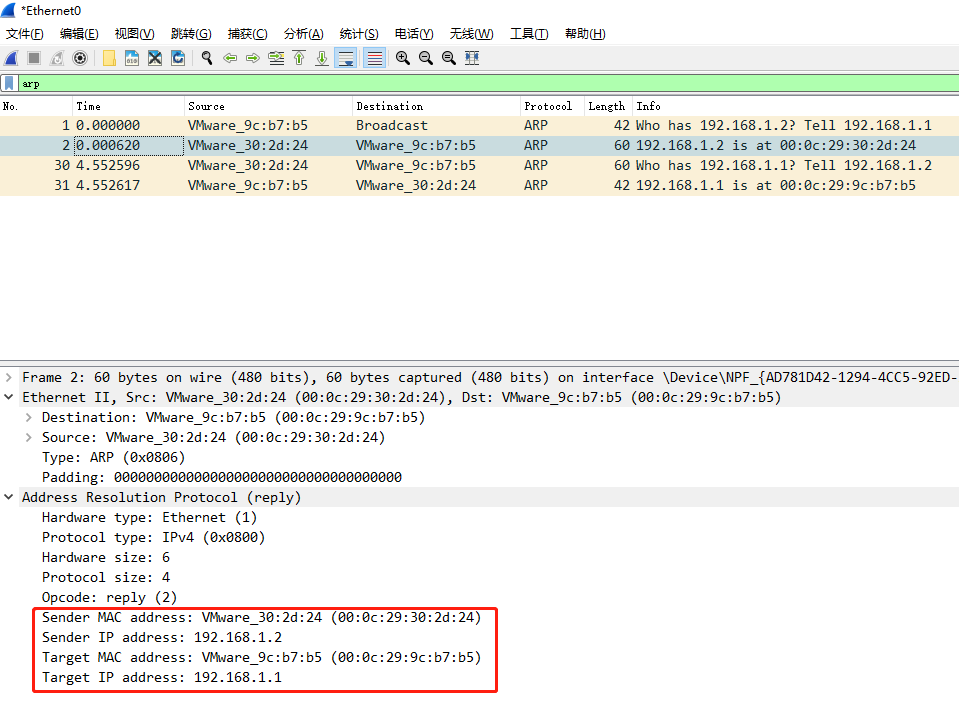 *Ethernet0
文件(F) 编辑(E) 视图(V) 跳转(G) 捕获(C) 分析(A) 统计(S) 电话(Y) 无线(W) 工具(T) 帮助(H)
arp
No. Time Source Destination Protocol Length Info
1 0.000000 VMware_9c:b7:b5 Broadcast ARP 42 Who has 192.168.1.2? Tell 192.168.1.1
2 0.000620 VMware_30:2d:24 VMware_9c:b7:b5 ARP 60 192.168.1.2 is at 00:0c:29:30:2d:24
30 4.552596 VMware_30:2d:24 VMware_9c:b7:b5 ARP 60 Who has 192.168.1.1? Tell 192.168.1.2
31 4.552617 VMware_9c:b7:b5 VMware_30:2d:24 ARP 42 192.168.1.1 is at 00:0c:29:9c:b7:b5
Frame 2: 60 bytes on wire (480 bits), 60 bytes captured (480 bits) on interface \Device\NPF_{AD781D42-1294-4CC5-92ED-
Ethernet II, Src: VMware_30:2d:24 (00:0c:29:30:2d:24), Dst: VMware_9c:b7:b5 (00:0c:29:9c:b7:b5)
Destination: VMware_9c:b7:b5 (00:0c:29:9c:b7:b5)
Source: VMware_30:2d:24 (00:0c:29:30:2d:24)
Type: ARP (0x0806)
Padding: 000000000000000000000000000000000000
Address Resolution Protocol (reply)
Hardware type: Ethernet (1)
Protocol type: IPv4 (0x0800)
Hardware size: 6
Protocol size: 4
Opcode: reply (2)
Sender MAC address: VMware_30:2d:24 (00:0c:29:30:2d:24)
Sender IP address: 192.168.1.2
Target MAC address: VMware_9c:b7:b5 (00:0c:29:9c:b7:b5)
Target IP address: 192.168.1.1